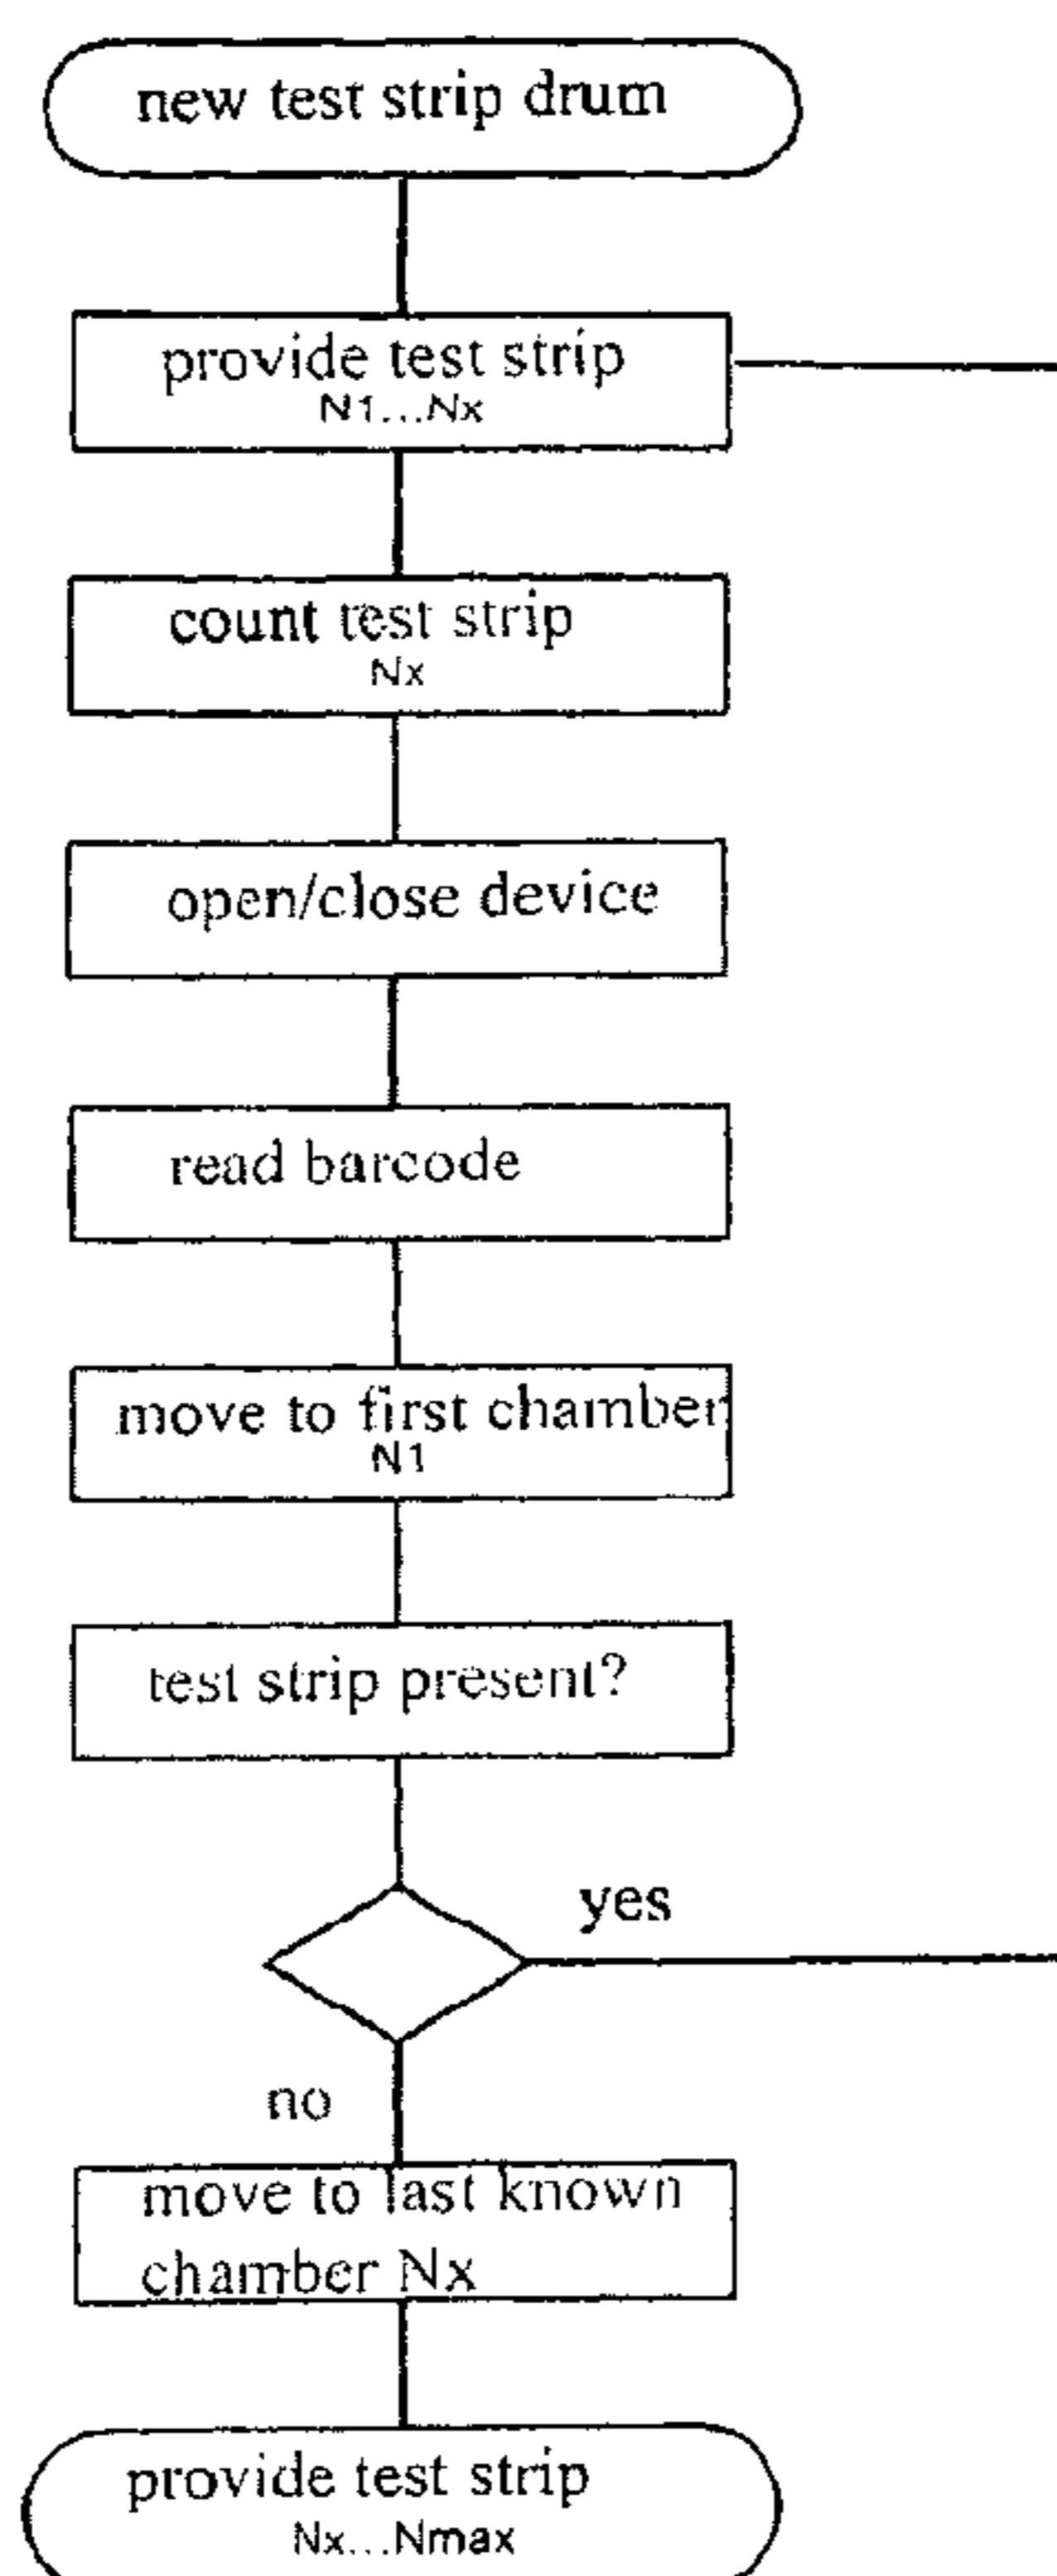 new test strip drum
provide test strip
N1...Nx
count test strip
Nx
open/close device
read barcode
move to first chamber
N1
test strip present?
yes
no
move to last known
chamber Nx
provide test strip
Nx...Nmax